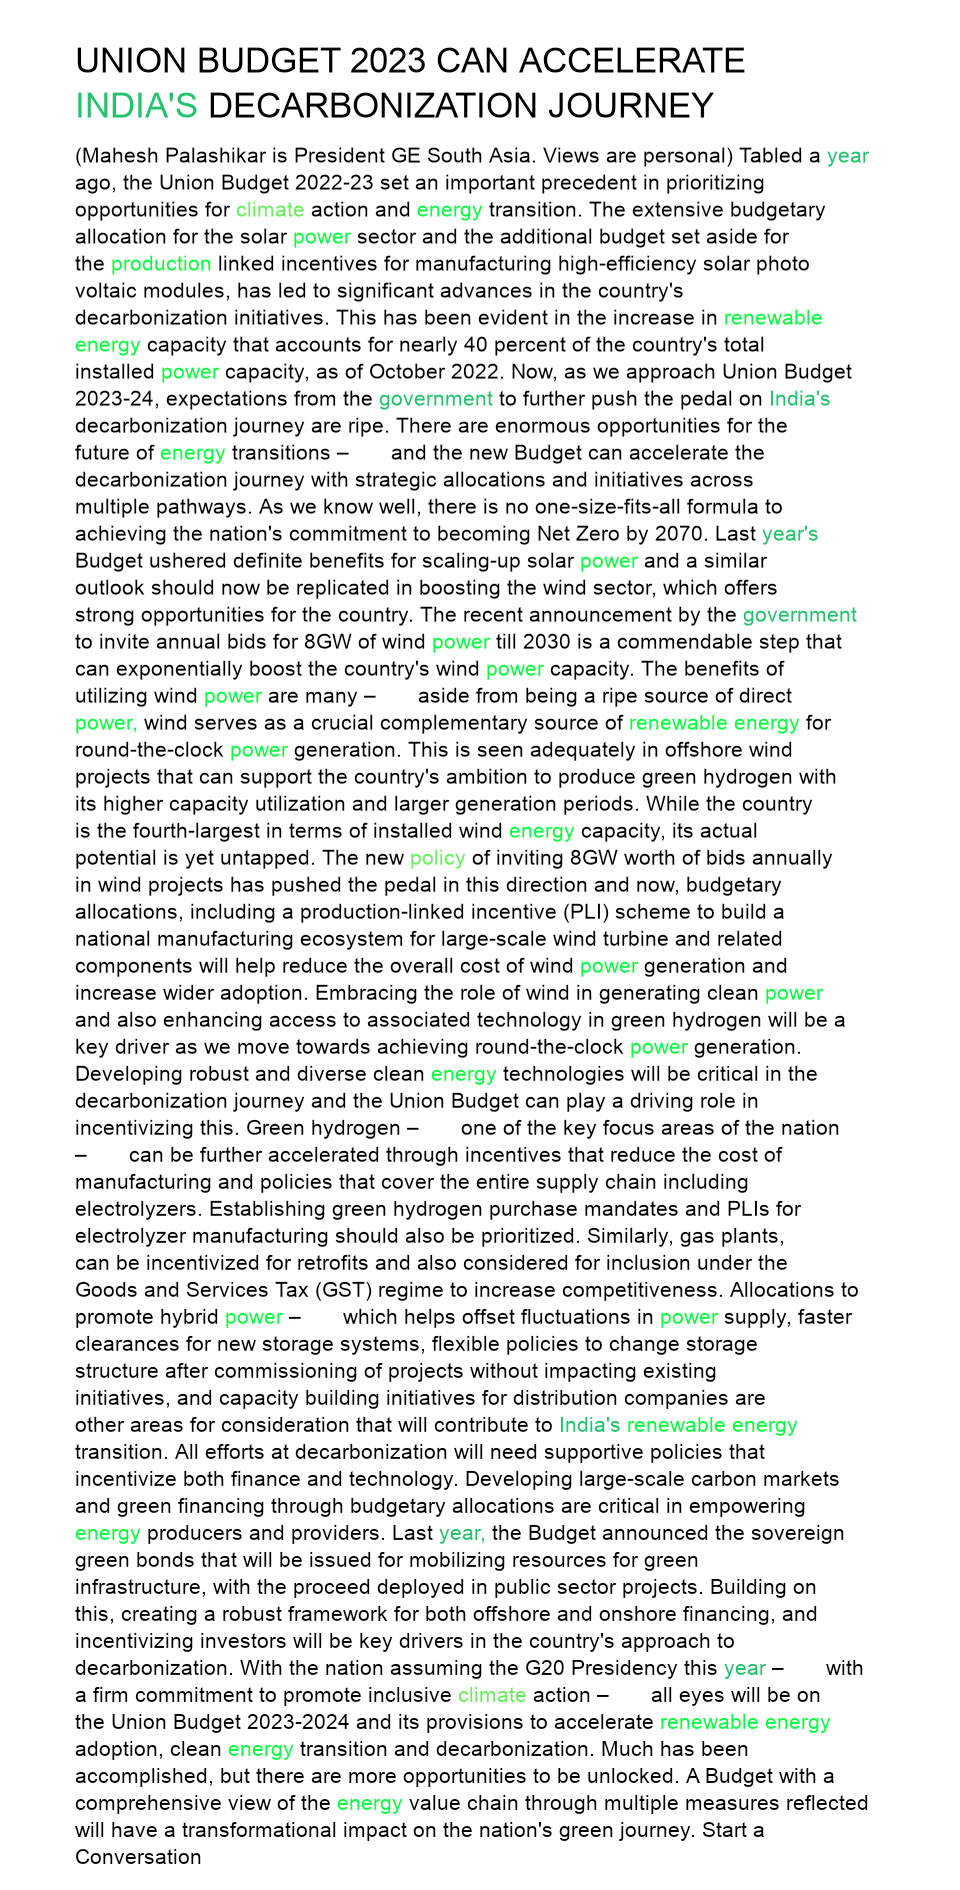 UNION BUDGET 2023 CAN ACCELERATE
INDIA'S DECARBONIZATION JOURNEY
(Mahesh Palashikar is President GE South Asia. Views are personal) Tabled a year
ago, the Union Budget 2022-23 set an important precedent in prioritizing
opportunities for climate action and energy transition. The extensive budgetary
allocation for the solar power sector and the additional budget set aside for
the production linked incentives for manufacturing high-efficiency solar photo
voltaic modules, has led to significant advances in the country's
decarbonization initiatives. This has been evident in the increase in renewable
energy capacity that accounts for nearly 40 percent of the country's total
installed power capacity, as of October 2022. Now, as we approach Union Budget
2023-24, expectations from the government to further push the pedal on India's
decarbonization journey are ripe. There are enormous opportunities for the
future of energy transitions – and the new Budget can accelerate the
decarbonization journey with strategic allocations and initiatives across
multiple pathways. As we know well, there is no one-size-fits-all formula to
achieving the nation's commitment to becoming Net Zero by 2070. Last year's
Budget ushered definite benefits for scaling-up solar power and a similar
outlook should now be replicated in boosting the wind sector, which offers
strong opportunities for the country. The recent announcement by the government
to invite annual bids for 8GW of wind power till 2030 is a commendable step that
can exponentially boost the country's wind power capacity. The benefits of
utilizing wind power are many – aside from being a ripe source of direct
power, wind serves as a crucial complementary source of renewable energy for
round-the-clock power generation. This is seen adequately in offshore wind
projects that can support the country's ambition to produce green hydrogen with
its higher capacity utilization and larger generation periods. While the country
is the fourth-largest in terms of installed wind energy capacity, its actual
potential is yet untapped. The new policy of inviting 8GW worth of bids annually
in wind projects has pushed the pedal in this direction and now, budgetary
allocations, including a production-linked incentive (PLI) scheme to build a
national manufacturing ecosystem for large-scale wind turbine and related
components will help reduce the overall cost of wind power generation and
increase wider adoption. Embracing the role of wind in generating clean power
and also enhancing access to associated technology in green hydrogen will be a
key driver as we move towards achieving round-the-clock power generation.
Developing robust and diverse clean energy technologies will be critical in the
decarbonization journey and the Union Budget can play a driving role in
incentivizing this. Green hydrogen – one of the key focus areas of the nation
– can be further accelerated through incentives that reduce the cost of
manufacturing and policies that cover the entire supply chain including
electrolyzers. Establishing green hydrogen purchase mandates and PLIs for
electrolyzer manufacturing should also be prioritized. Similarly, gas plants,
can be incentivized for retrofits and also considered for inclusion under the
Goods and Services Tax (GST) regime to increase competitiveness. Allocations to
promote hybrid power – which helps offset fluctuations in power supply, faster
clearances for new storage systems, flexible policies to change storage
structure after commissioning of projects without impacting existing
initiatives, and capacity building initiatives for distribution companies are
other areas for consideration that will contribute to India's renewable energy
transition. All efforts at decarbonization will need supportive policies that
incentivize both finance and technology. Developing large-scale carbon markets
and green financing through budgetary allocations are critical in empowering
energy producers and providers. Last year, the Budget announced the sovereign
green bonds that will be issued for mobilizing resources for green
infrastructure, with the proceed deployed in public sector projects. Building on
this, creating a robust framework for both offshore and onshore financing, and
incentivizing investors will be key drivers in the country's approach to
decarbonization. With the nation assuming the G20 Presidency this year – with
a firm commitment to promote inclusive climate action – all eyes will be on
the Union Budget 2023-2024 and its provisions to accelerate renewable energy
adoption, clean energy transition and decarbonization. Much has been
accomplished, but there are more opportunities to be unlocked. A Budget with a
comprehensive view of the energy value chain through multiple measures reflected
will have a transformational impact on the nation's green journey. Start a
Conversation